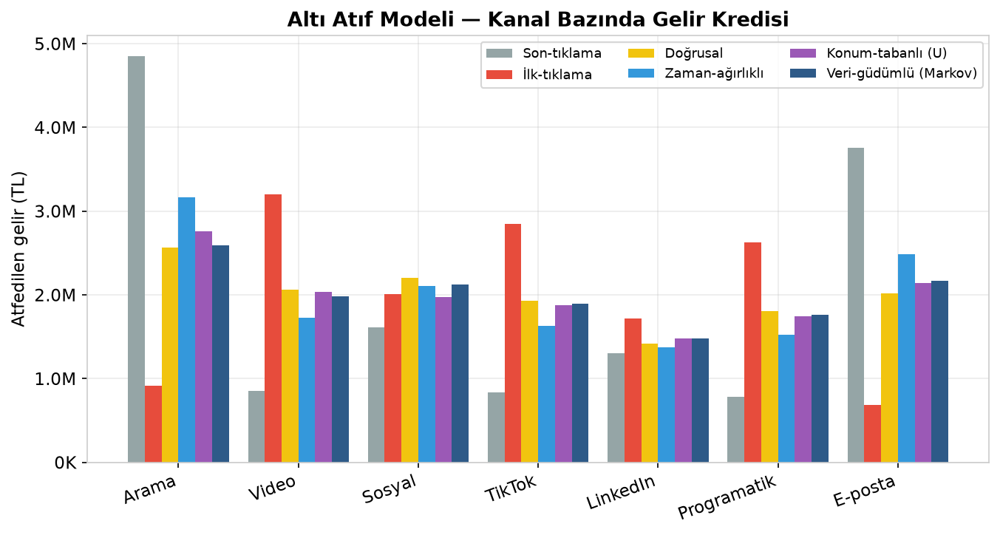 Altı Atıf Modeli — Kanal Bazında Gelir Kredisi
Son-tıklama
İlk-tıklama
Doğrusal
Zaman-ağırlıklı
Konum-tabanlı (U)
Veri-güdümlü (Markov)
Atfedilen gelir (TL)
5.0M
4.0M
3.0M
2.0M
1.0M
0K
Arama
Video
Sosyal
TikTok
LinkedIn
Programatik
E-posta